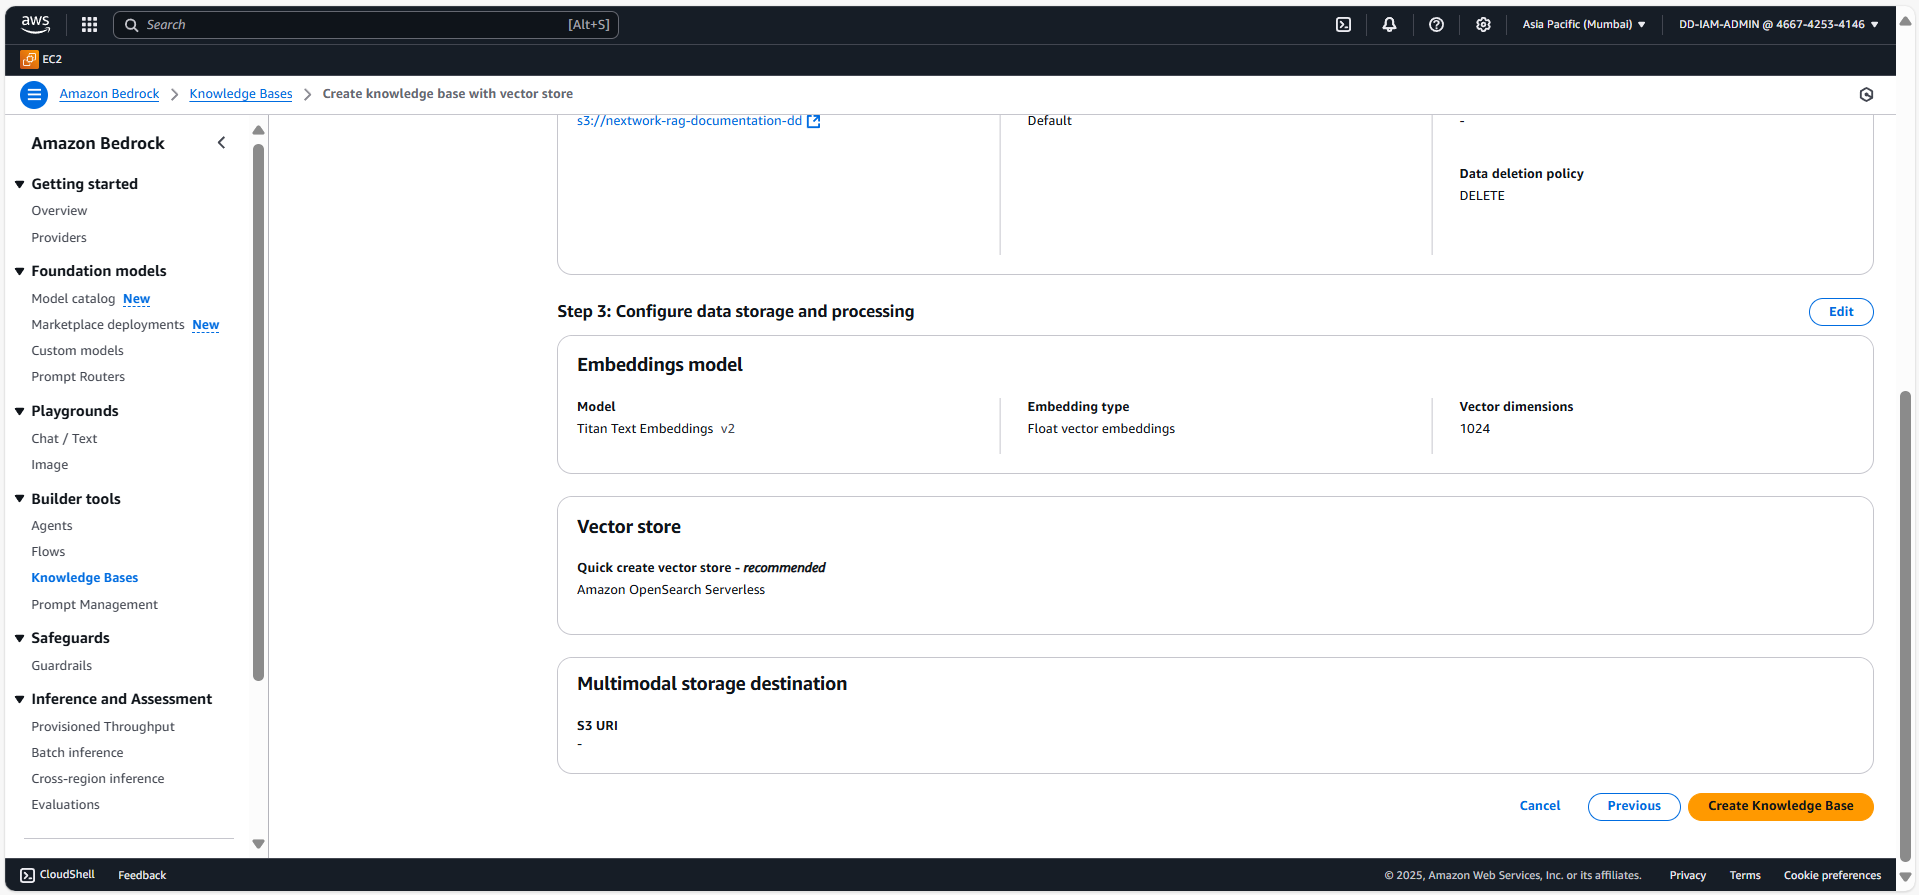 aws
Search [Alt+S]
Asia Pacific (Mumbai)
DD-IAM-ADMIN @ 4667-4253-4146
EC2
Amazon Bedrock
Knowledge Bases
Create knowledge base with vector store
Amazon Bedrock
Getting started
Overview
Providers
Foundation models
Model catalog New
Marketplace deployments New
Custom models
Prompt Routers
Playgrounds
Chat / Text
Image
Builder tools
Agents
Flows
Knowledge Bases
Prompt Management
Safeguards
Guardrails
Inference and Assessment
Provisioned Throughput
Batch inference
Cross-region inference
Evaluations
s3://nextwork-rag-documentation-dd
Default
-
Data deletion policy
DELETE
Step 3: Configure data storage and processing
Edit
Embeddings model
Model
Titan Text Embeddings v2
Embedding type
Float vector embeddings
Vector dimensions
1024
Vector store
Quick create vector store - recommended
Amazon OpenSearch Serverless
Multimodal storage destination
S3 URI
-
Cancel
Previous
Create Knowledge Base
CloudShell
Feedback
© 2025, Amazon Web Services, Inc. or its affiliates.
Privacy
Terms
Cookie preferences